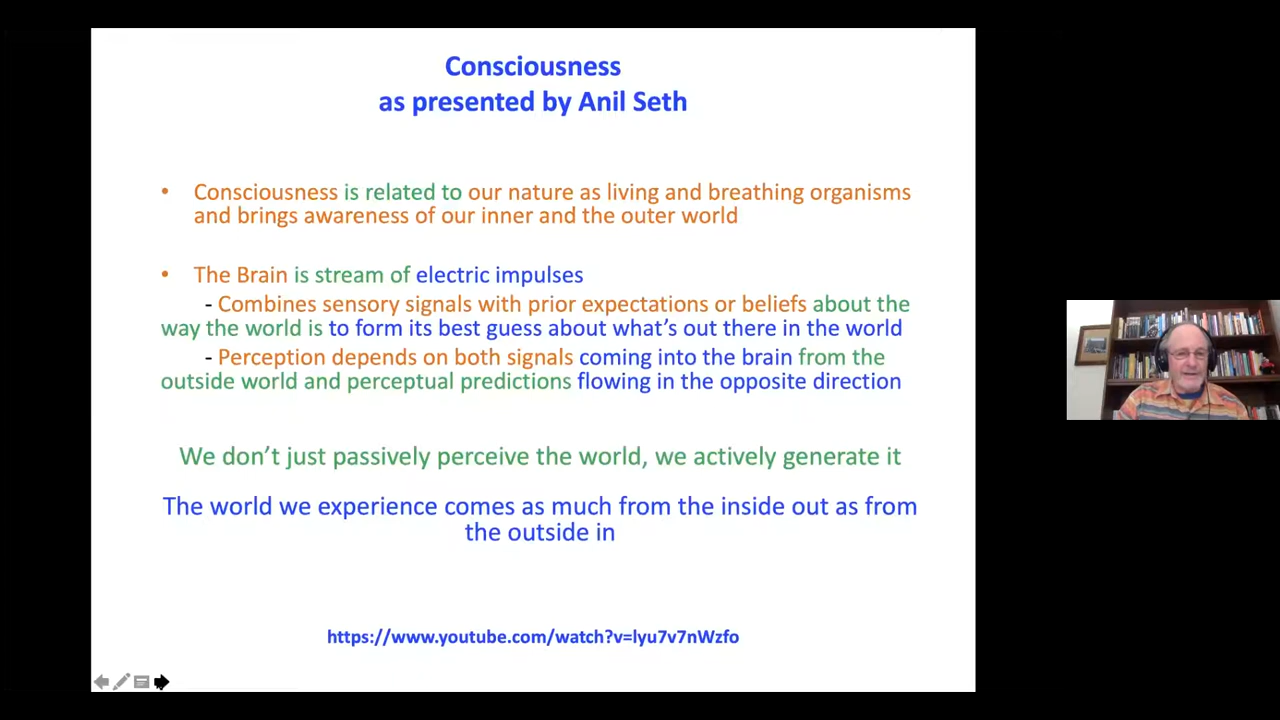 Consciousness
as presented by Anil Seth
• Consciousness is related to our nature as living and breathing organisms
and brings awareness of our inner and the outer world
• The Brain is stream of electric impulses
- Combines sensory signals with prior expectations or beliefs about the
way the world is to form its best guess about what's out there in the world
- Perception depends on both signals coming into the brain from the
outside world and perceptual predictions flowing in the opposite direction
We don't just passively perceive the world, we actively generate it
The world we experience comes as much from the inside out as from
the outside in
https://www.youtube.com/watch?v=lyu7v7nWzfo